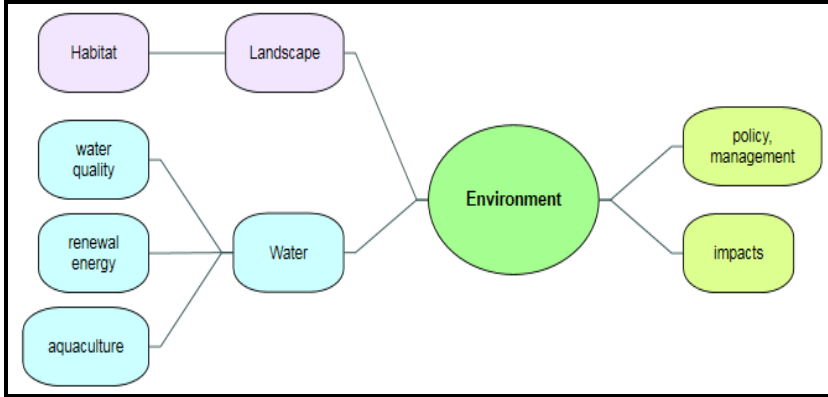 Habitat
Landscape
water
quality
renewal
energy
Water
aquaculture
Environment
policy,
management
impacts